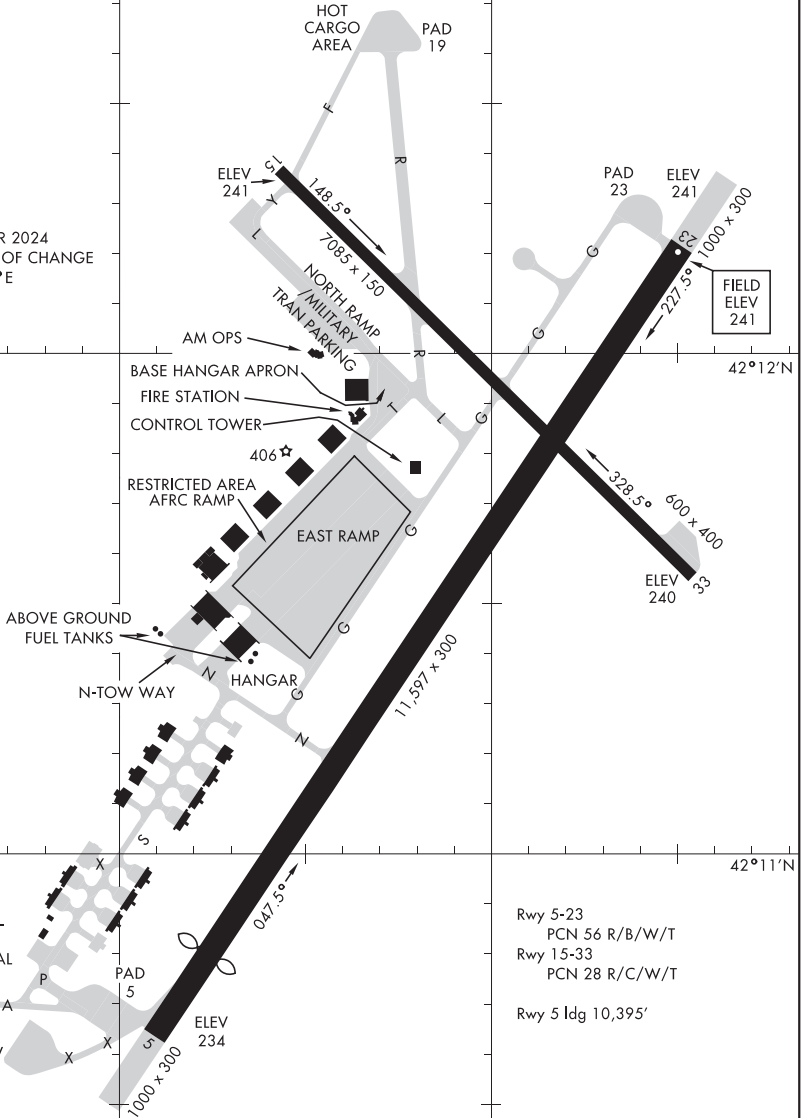 HOT
CARGO
AREA
PAD
19
F
R
15
ELEV
241
Y
148.5°
L
7085 x 150
PAD
23
ELEV
241
23
1000 x 300
G
227.5°
FIELD
ELEV
241
R 2024
OF CHANGE
°E
NORTH RAMP
/MILITARY
TRAN PARKING
G
AM OPS
R
42°12'N
BASE HANGAR APRON
FIRE STATION
T
L
G
CONTROL TOWER
406
328.5°
RESTRICTED AREA
AFRC RAMP
600 x 400
EAST RAMP
G
ELEV
240
33
ABOVE GROUND
FUEL TANKS
G
11,597 x 300
N-TOW WAY
N
HANGAR
G
N
S
X
42°11'N
047.5°
Rwy 5-23
PCN 56 R/B/W/T
Rwy 15-33
PCN 28 R/C/W/T
Rwy 5 ldg 10,395'
AL
P
PAD
5
A
ELEV
234
5
X
X
1000 x 300